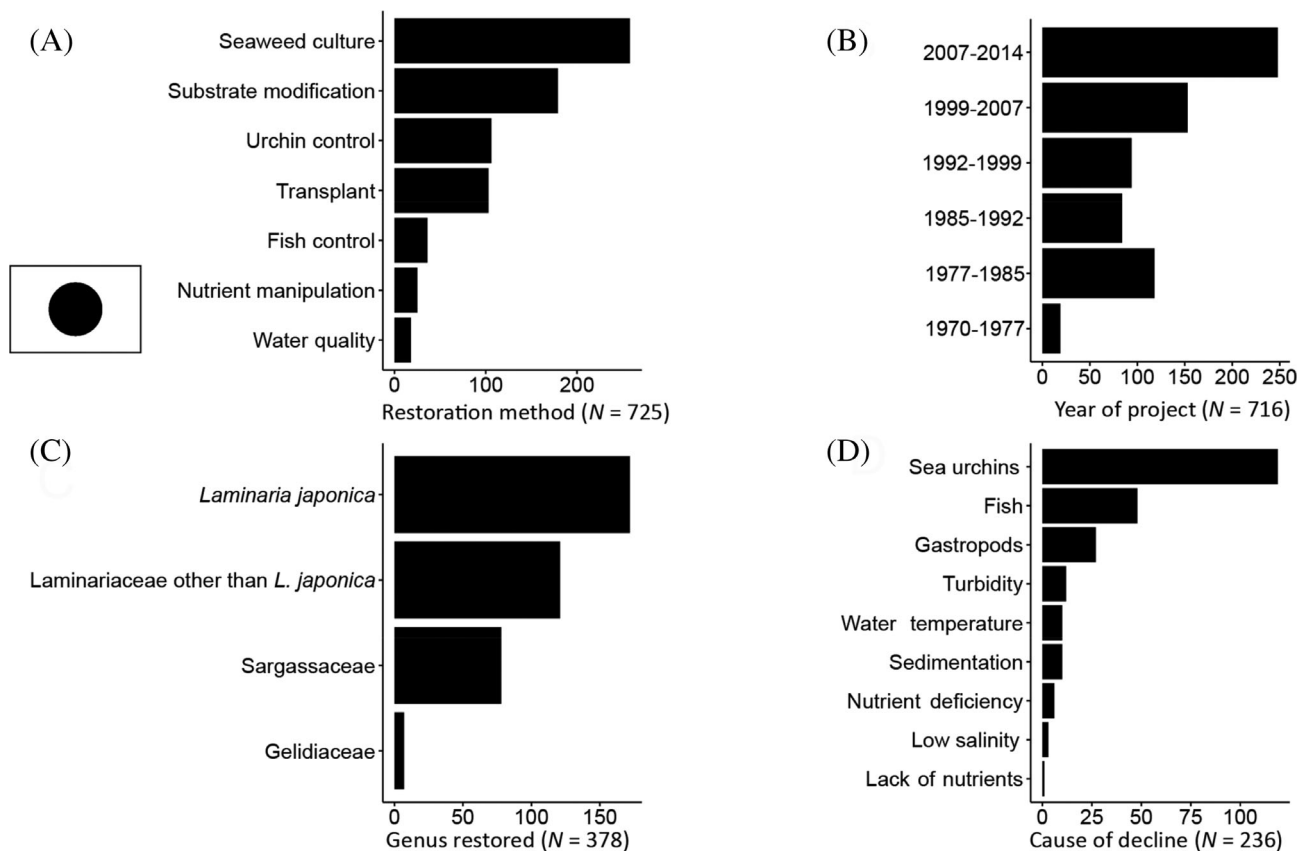 (A)
Seaweed culture
Substrate modification
Urchin control
Transplant
Fish control
Nutrient manipulation
Water quality
0 100 200
Restoration method (N = 725)
(B)
2007-2014
1999-2007
1992-1999
1985-1992
1977-1985
1970-1977
0 50 100 150 200 250
Year of project (N = 716)
(C)
Laminaria japonica
Laminariaceae other than L. japonica
Sargassaceae
Gelidiaceae
0 50 100 150
Genus restored (N = 378)
(D)
Sea urchins
Fish
Gastropods
Turbidity
Water temperature
Sedimentation
Nutrient deficiency
Low salinity
Lack of nutrients
0 25 50 75 100
Cause of decline (N = 236)